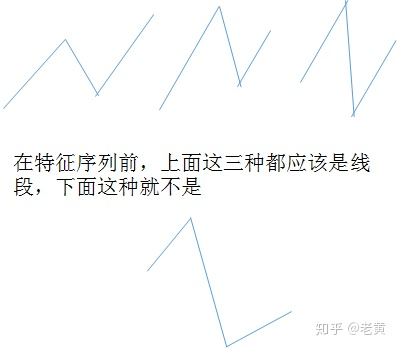 在特征序列前，上面这三种都应该是线
段，下面这种就不是
知乎 @老黄